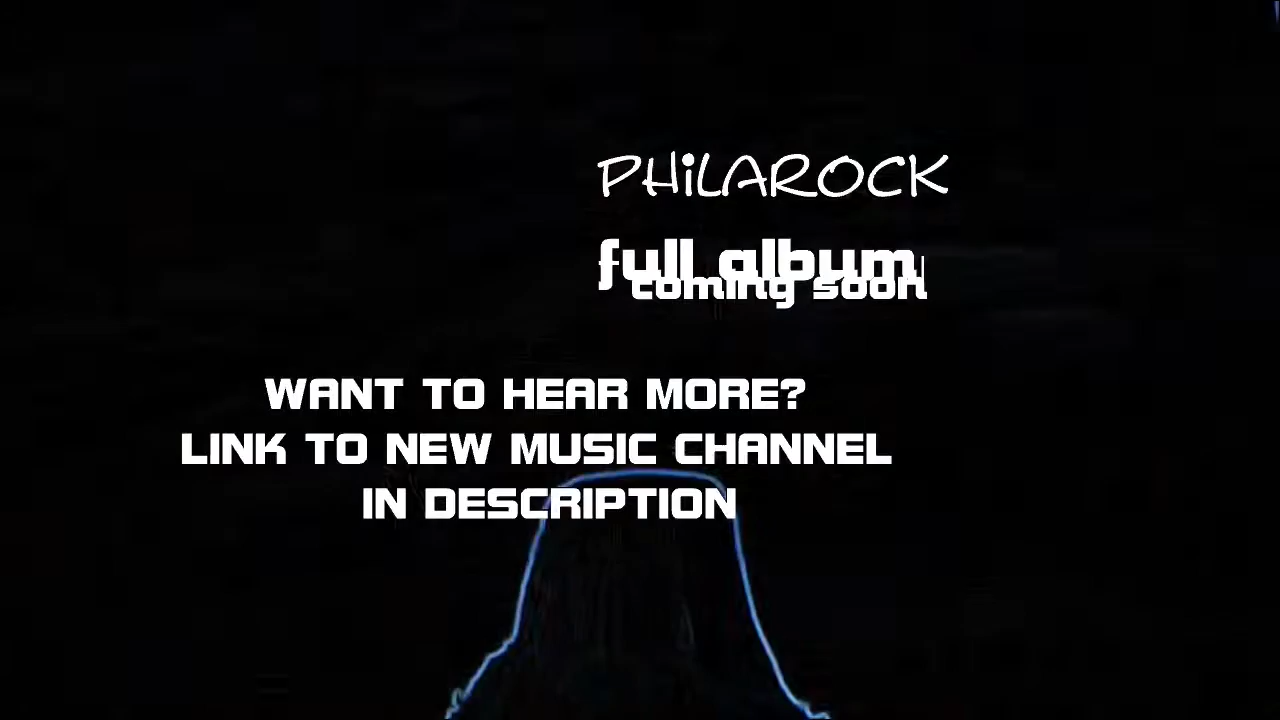 PHiLAROCK
full album
coming soon
WANT TO HEAR MORE?
LINK TO NEW MUSIC CHANNEL
IN DESCRIPTION